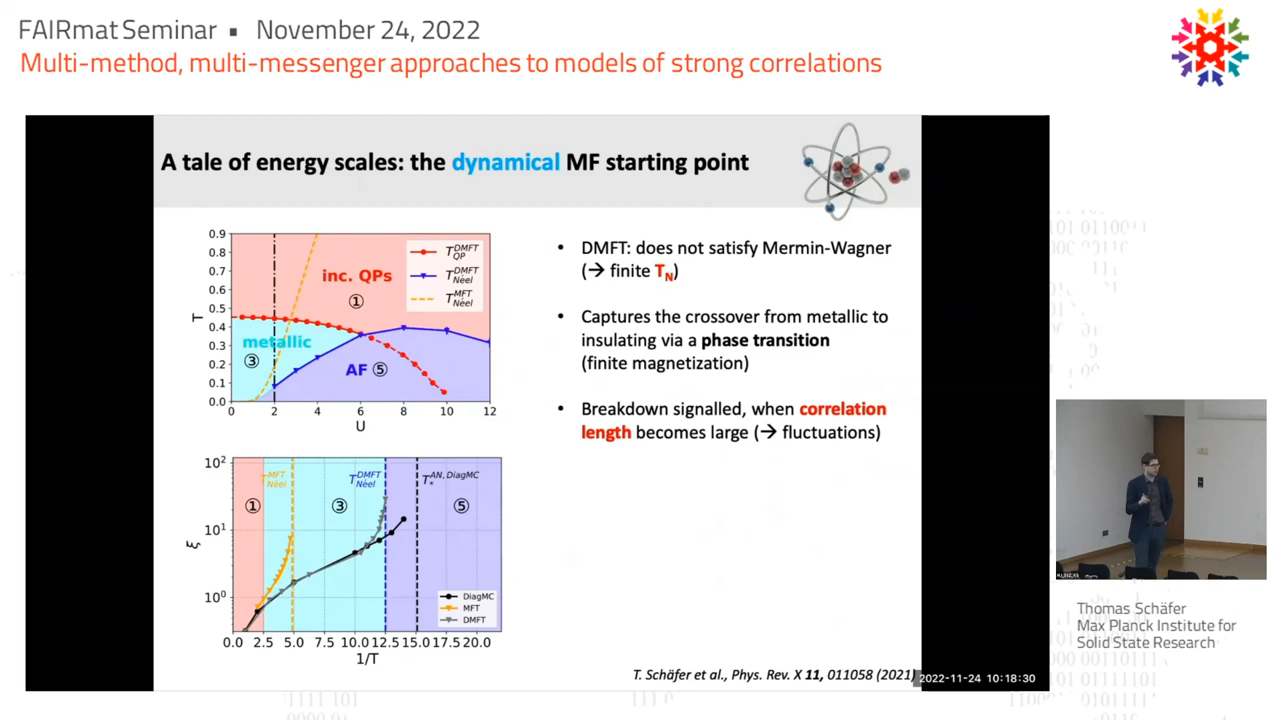 FAIRmat Seminar ▪ November 24, 2022
Multi-method, multi-messenger approaches to models of strong correlations
A tale of energy scales: the dynamical MF starting point
0.9
0.8
0.7
0.6
0.5
0.4
0.3
0.2
0.1
0.0
T
inc. QPs
①
metallic
③
AF ⑤
T_QP^DMFT
T_Néel^DMFT
T_Néel^MFT
0 2 4 6 8 10 12
U
• DMFT: does not satisfy Mermin-Wagner
(→ finite T_N)
• Captures the crossover from metallic to
insulating via a phase transition
(finite magnetization)
• Breakdown signalled, when correlation
length becomes large (→ fluctuations)
10²
10¹
10⁰
ξ
T_Néel^MFT T_Néel^DMFT T_*^AN,DiagMC
① ③ ⑤
DiagMC
MFT
DMFT
0.0 2.5 5.0 7.5 10.0 12.5 15.0 17.5 20.0
1/T
T. Schäfer et al., Phys. Rev. X 11, 011058 (2021)
2022-11-24 10:18:30
Thomas Schäfer
Max Planck Institute for
Solid State Research